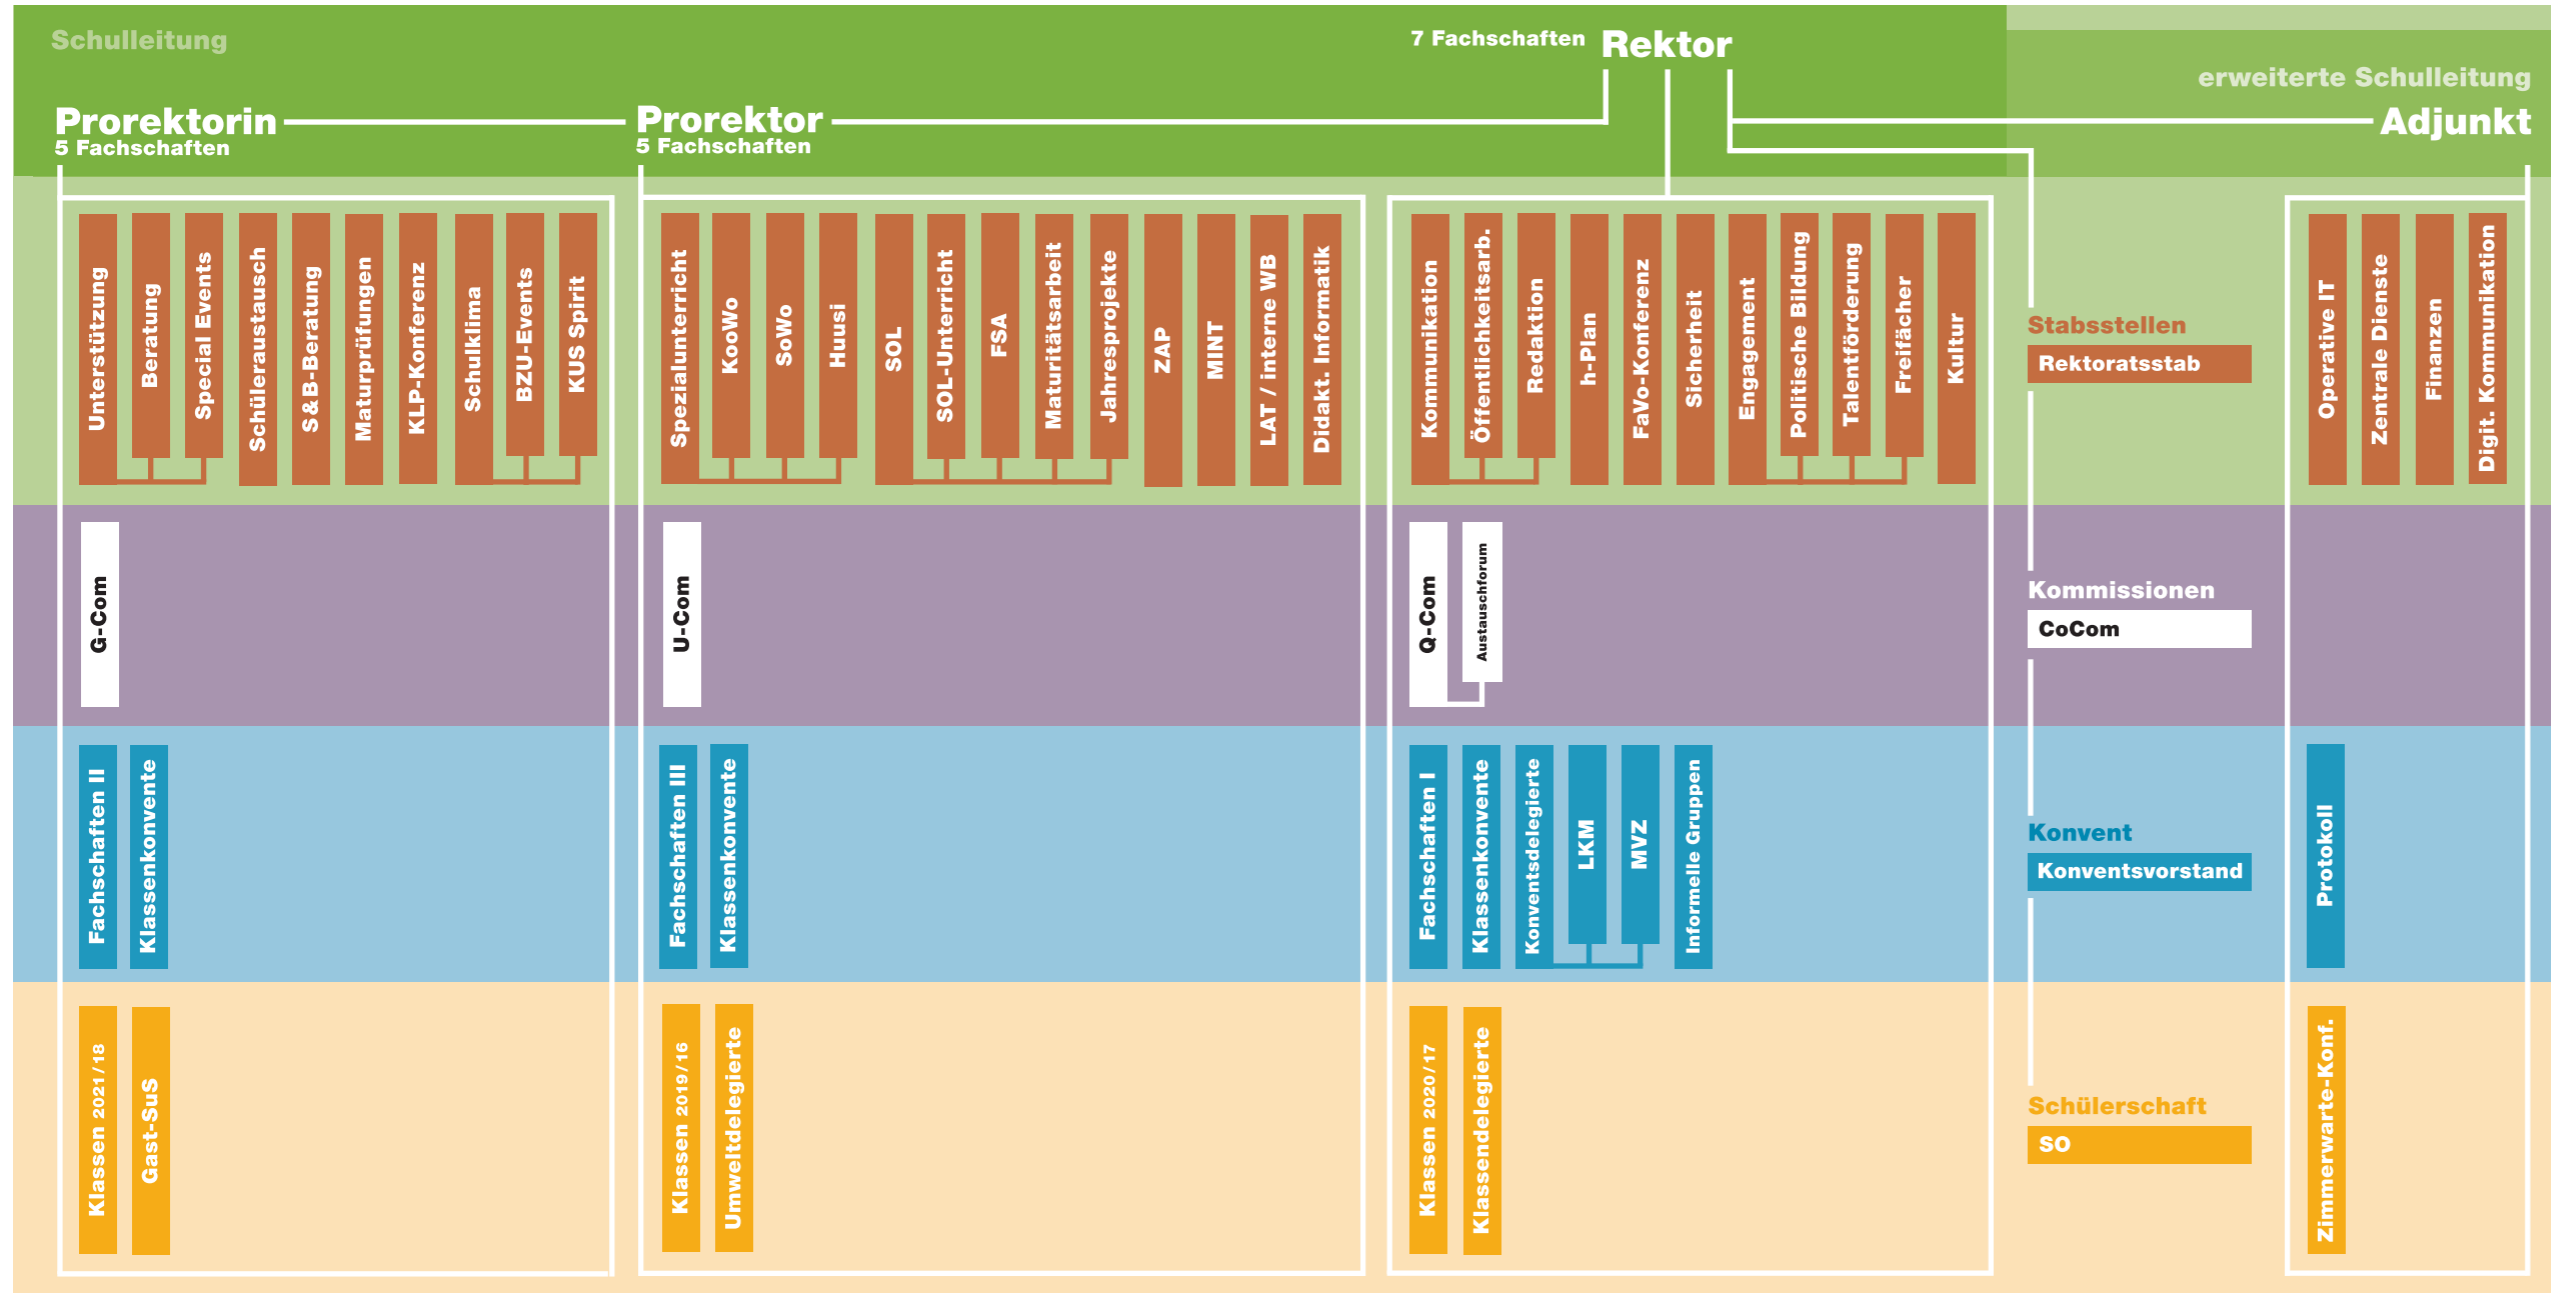 Schulleitung
7 Fachschaften Rektor
erweiterte Schulleitung
Prorektorin
5 Fachschaften
Prorektor
5 Fachschaften
Adjunkt
Unterstützung
Beratung
Special Events
Schüleraustausch
S&B-Beratung
Maturprüfungen
KLP-Konferenz
Schulklima
BZU-Events
KUS Spirit
Spezialunterricht
KooWo
SoWo
Huusi
SOL
SOL-Unterricht
FSA
Maturitätsarbeit
Jahresprojekte
ZAP
MINT
LAT / interne WB
Didakt. Informatik
Kommunikation
Öffentlichkeitsarb.
Redaktion
h-Plan
FaVo-Konferenz
Sicherheit
Engagement
Politische Bildung
Talentförderung
Freifächer
Kultur
Stabsstellen
Rektoratsstab
Operative IT
Zentrale Dienste
Finanzen
Digit. Kommunikation
G-Com
U-Com
Q-Com
Austauschforum
Kommissionen
CoCom
Fachschaften II
Klassenkonvente
Fachschaften III
Klassenkonvente
Fachschaften I
Klassenkonvente
Konventsdelegierte
LKM
MVZ
Informelle Gruppen
Konvent
Konventsvorstand
Protokoll
Klassen 2021/18
Gast-SuS
Klassen 2019/16
Umweltdelegierte
Klassen 2020/17
Klassendelegierte
Schülerschaft
SO
Zimmerwarte-Konf.